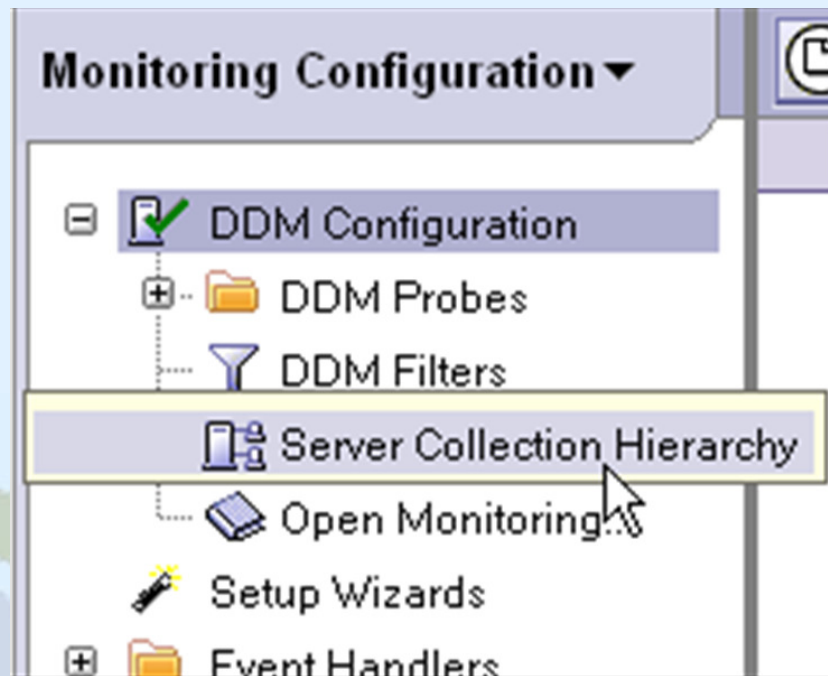 Monitoring Configuration
DDM Configuration
DDM Probes
DDM Filters
Server Collection Hierarchy
Open Monitoring...
Setup Wizards
Event Handlers